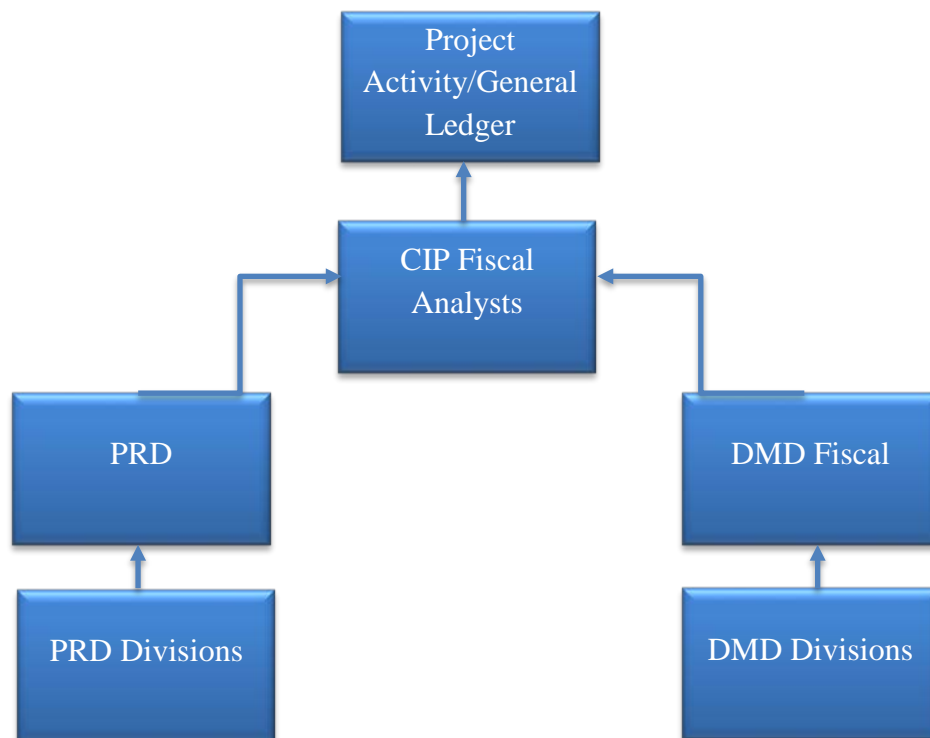 Project
Activity/General
Ledger
CIP Fiscal
Analysts
PRD
DMD Fiscal
PRD Divisions
DMD Divisions